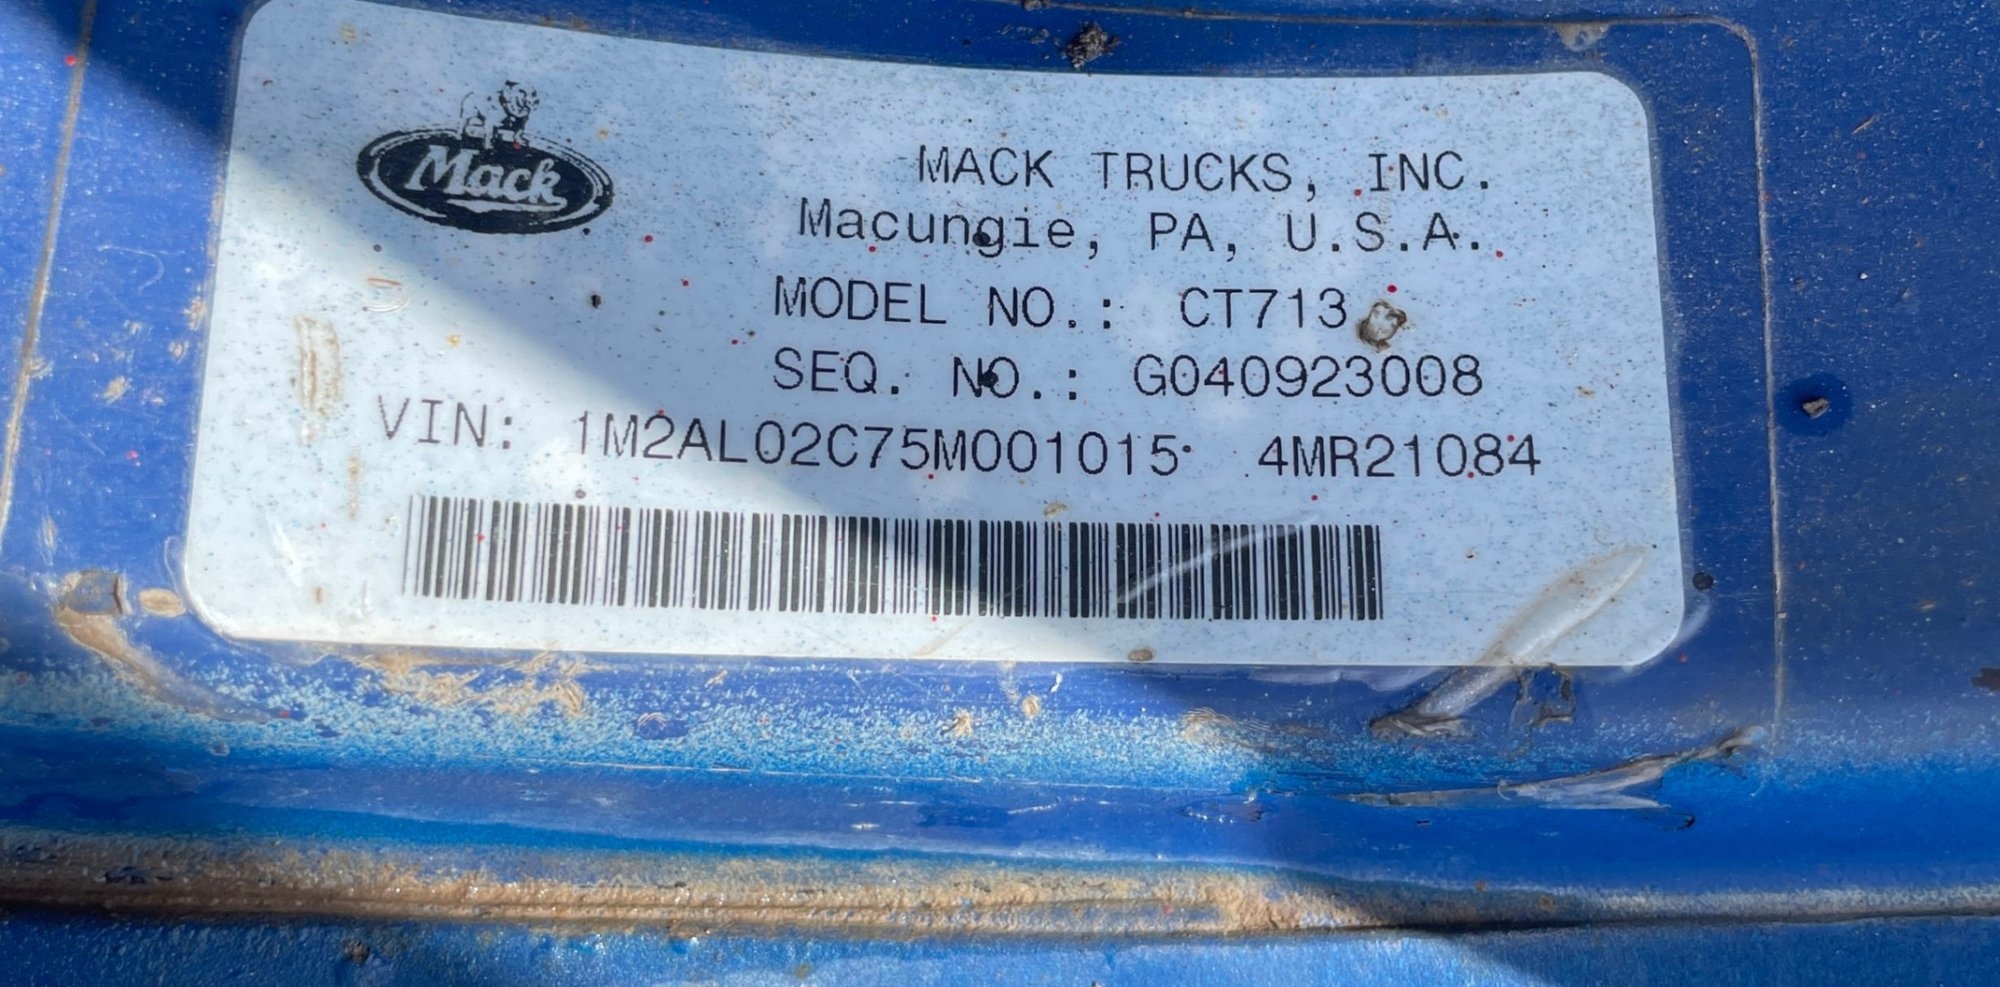 Mack
MACK TRUCKS, INC.
Macungie, PA, U.S.A.
MODEL NO.: CT713
SEQ. NO.: G040923008
VIN: 1M2AL02C75M001015 4MR21084